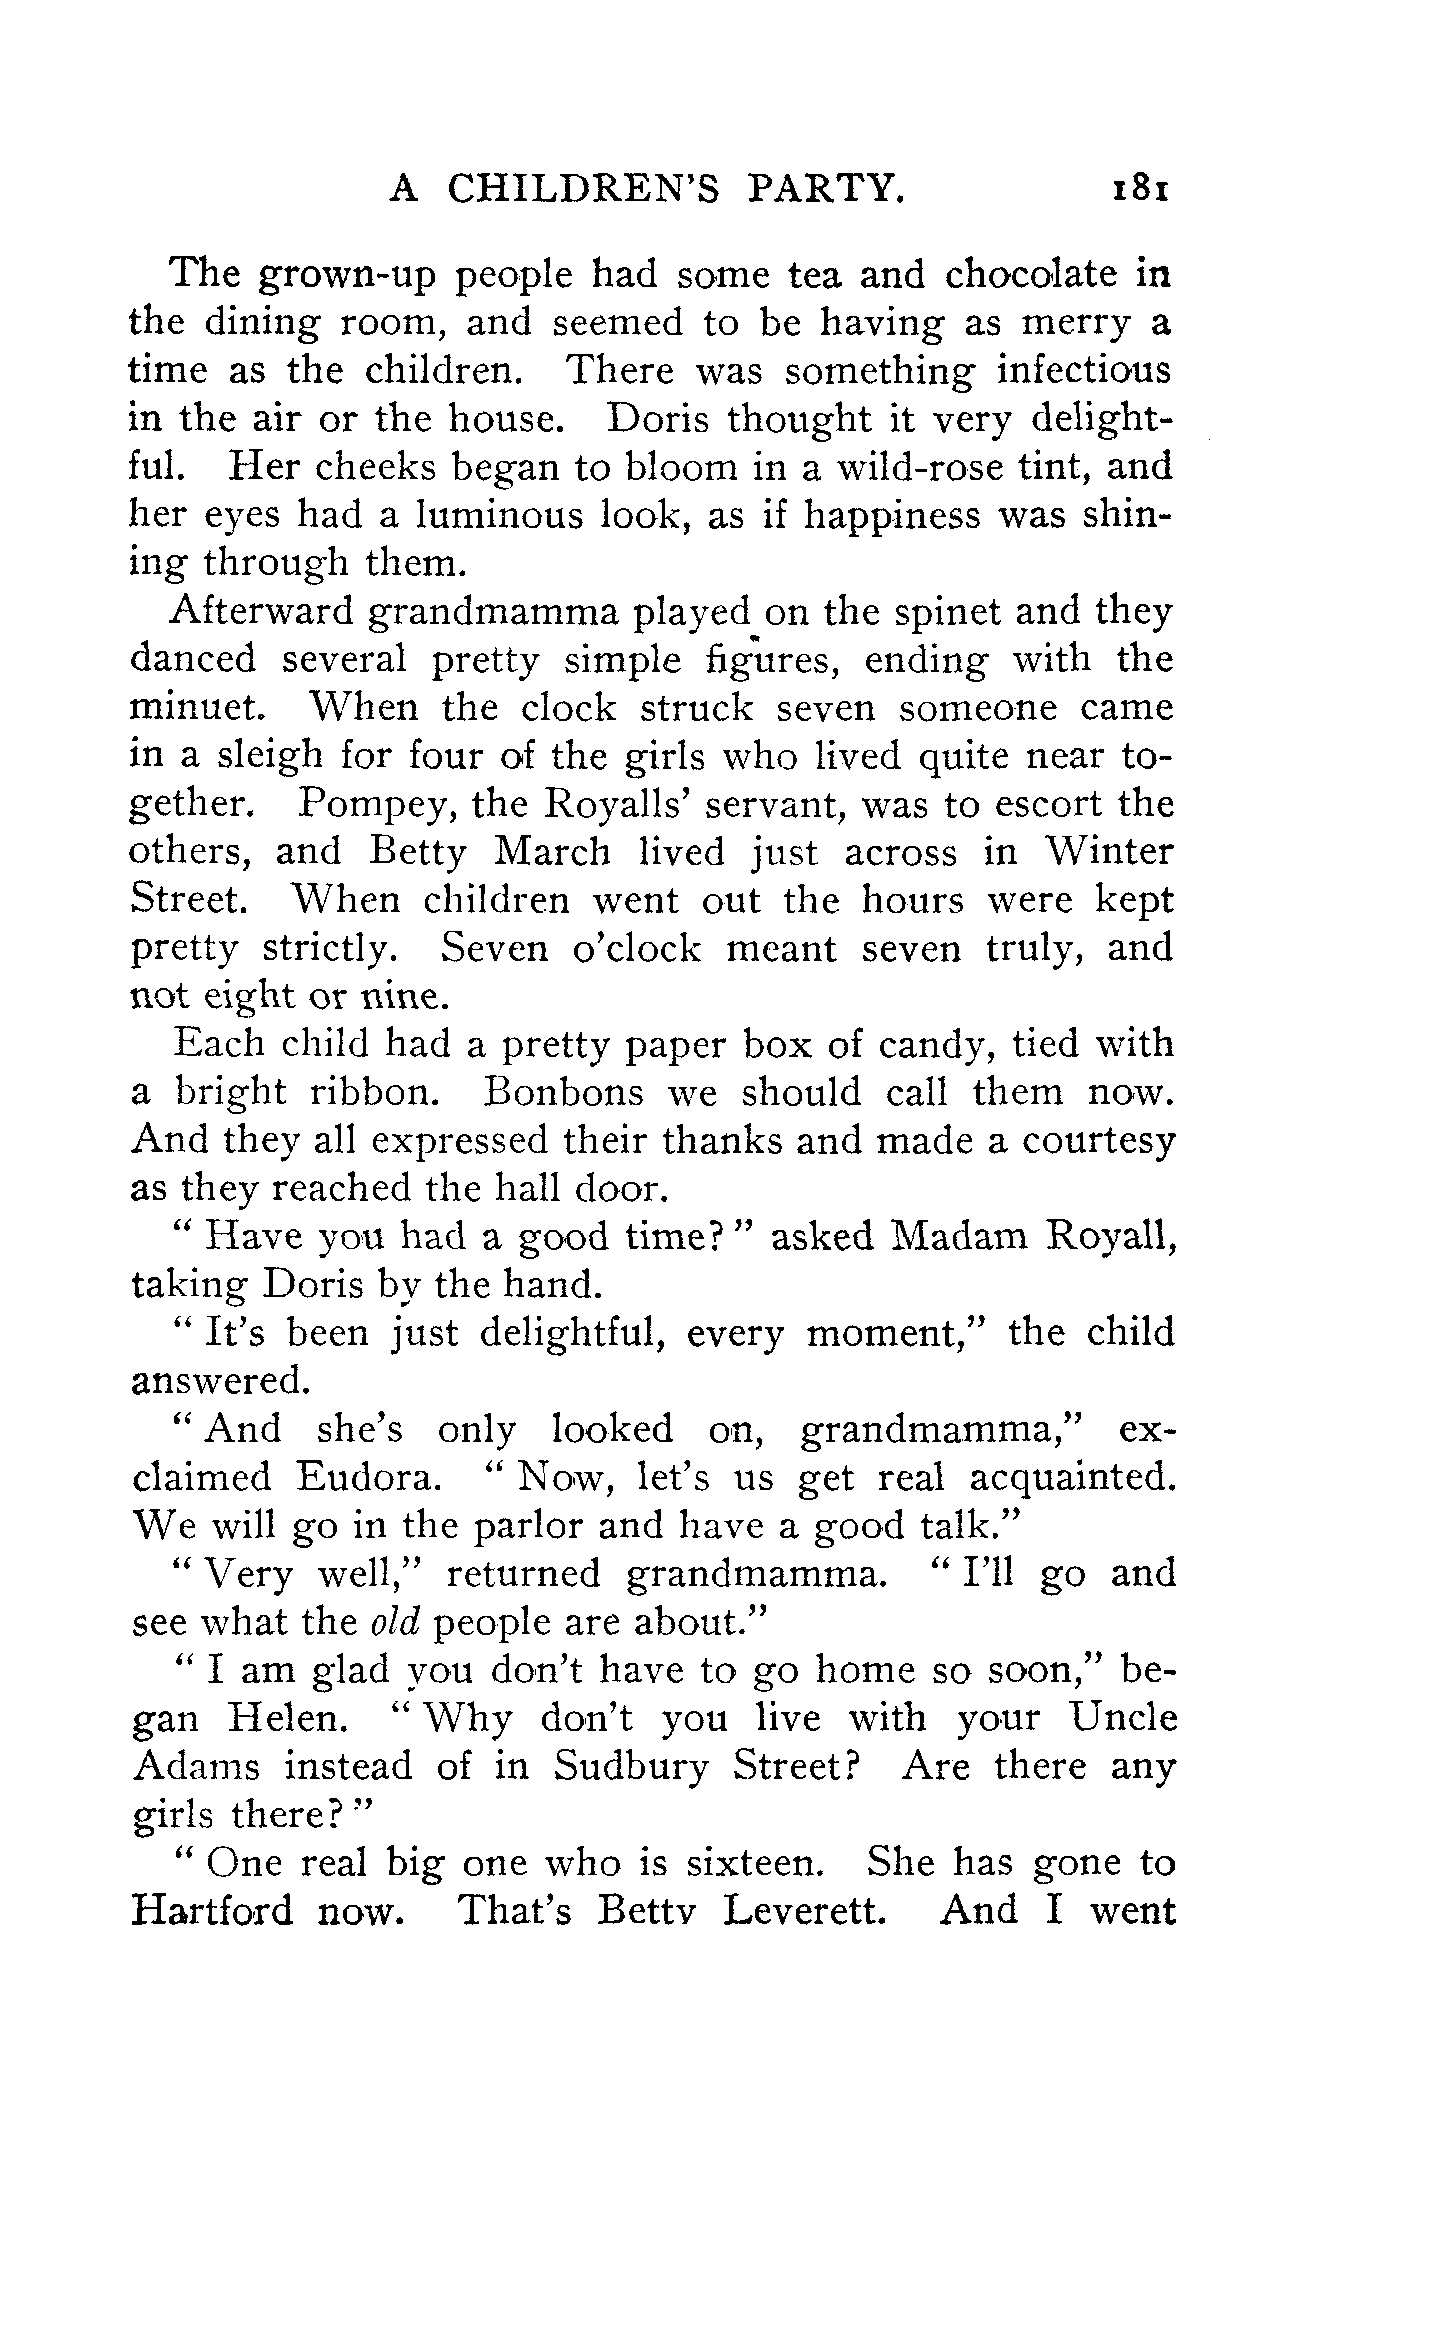 A CHILDREN'S PARTY. 181
The grown-up people had some tea and chocolate in
the dining room, and seemed to be having as merry a
time as the children. There was something infectious
in the air or the house. Doris thought it very delight-
ful. Her cheeks began to bloom in a wild-rose tint, and
her eyes had a luminous look, as if happiness was shin-
ing through them.
Afterward grandmamma played on the spinet and they
danced several pretty simple figures, ending with the
minuet. When the clock struck seven someone came
in a sleigh for four of the girls who lived quite near to-
gether. Pompey, the Royalls' servant, was to escort the
others, and Betty March lived just across in Winter
Street. When children went out the hours were kept
pretty strictly. Seven o'clock meant seven truly, and
not eight or nine.
Each child had a pretty paper box of candy, tied with
a bright ribbon. Bonbons we should call them now.
And they all expressed their thanks and made a courtesy
as they reached the hall door.
“ Have you had a good time? ” asked Madam Royall,
taking Doris by the hand.
“ It's been just delightful, every moment,” the child
answered.
“ And she's only looked on, grandmamma,” ex-
claimed Eudora. “ Now, let's us get real acquainted.
We will go in the parlor and have a good talk.”
“ Very well,” returned grandmamma. “ I'll go and
see what the old people are about.”
“ I am glad you don't have to go home so soon,” be-
gan Helen. “ Why don't you live with your Uncle
Adams instead of in Sudbury Street? Are there any
girls there? ”
“ One real big one who is sixteen. She has gone to
Hartford now. That's Betty Leverett. And I went